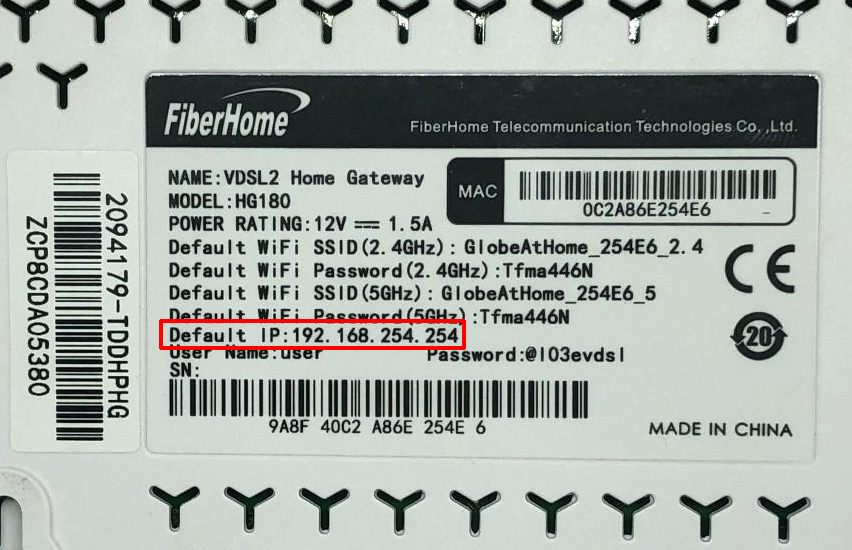 FiberHome
FiberHome Telecommunication Technologies Co.,Ltd.
NAME:VDSL2 Home Gateway
MODEL:HG180
POWER RATING:12V ⎓ 1.5A
MAC
0C2A86E254E6
Default WiFi SSID(2.4GHz): GlobeAtHome_254E6_2.4
Default WiFi Password(2.4GHz):Tfma446N
Default WiFi SSID(5GHz): GlobeAtHome_254E6_5
Default WiFi Password(5GHz):Tfma446N
Default IP:192.168.254.254
User Name:user Password:@l03evdsl
SN:
9A8F 40C2 A86E 254E 6
CE
20
MADE IN CHINA
2094179-TDDHPHG
ZCP8CDA05380